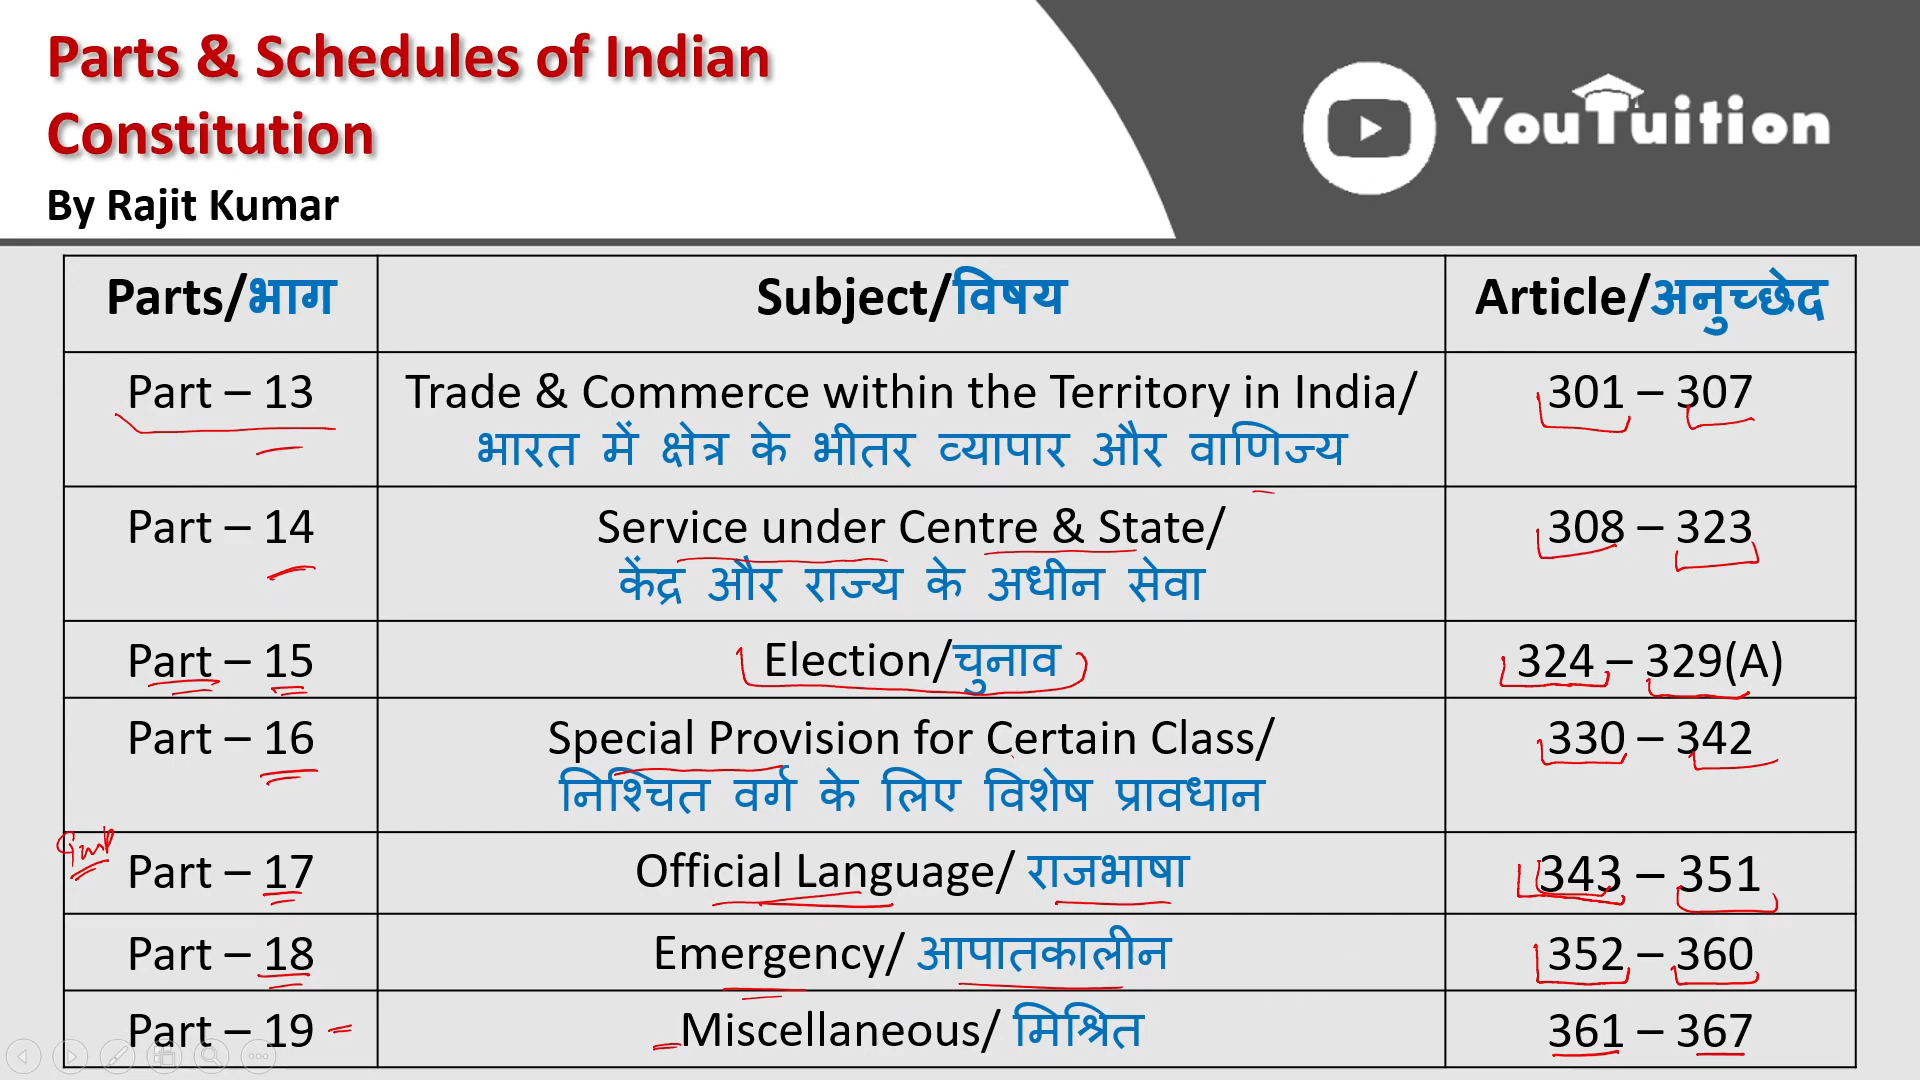 Parts & Schedules of Indian
Constitution
By Rajit Kumar
YouTuition
Parts/भाग Subject/विषय Article/अनुच्छेद
Part – 13 Trade & Commerce within the Territory in India/ 301 – 307
भारत में क्षेत्र के भीतर व्यापार और वाणिज्य
Part – 14 Service under Centre & State/ 308 – 323
केंद्र और राज्य के अधीन सेवा
Part – 15 Election/चुनाव 324 – 329(A)
Part – 16 Special Provision for Certain Class/ 330 – 342
निश्चित वर्ग के लिए विशेष प्रावधान
Part – 17 Official Language/ राजभाषा 343 – 351
Part – 18 Emergency/ आपातकालीन 352 – 360
Part – 19 Miscellaneous/ मिश्रित 361 – 367